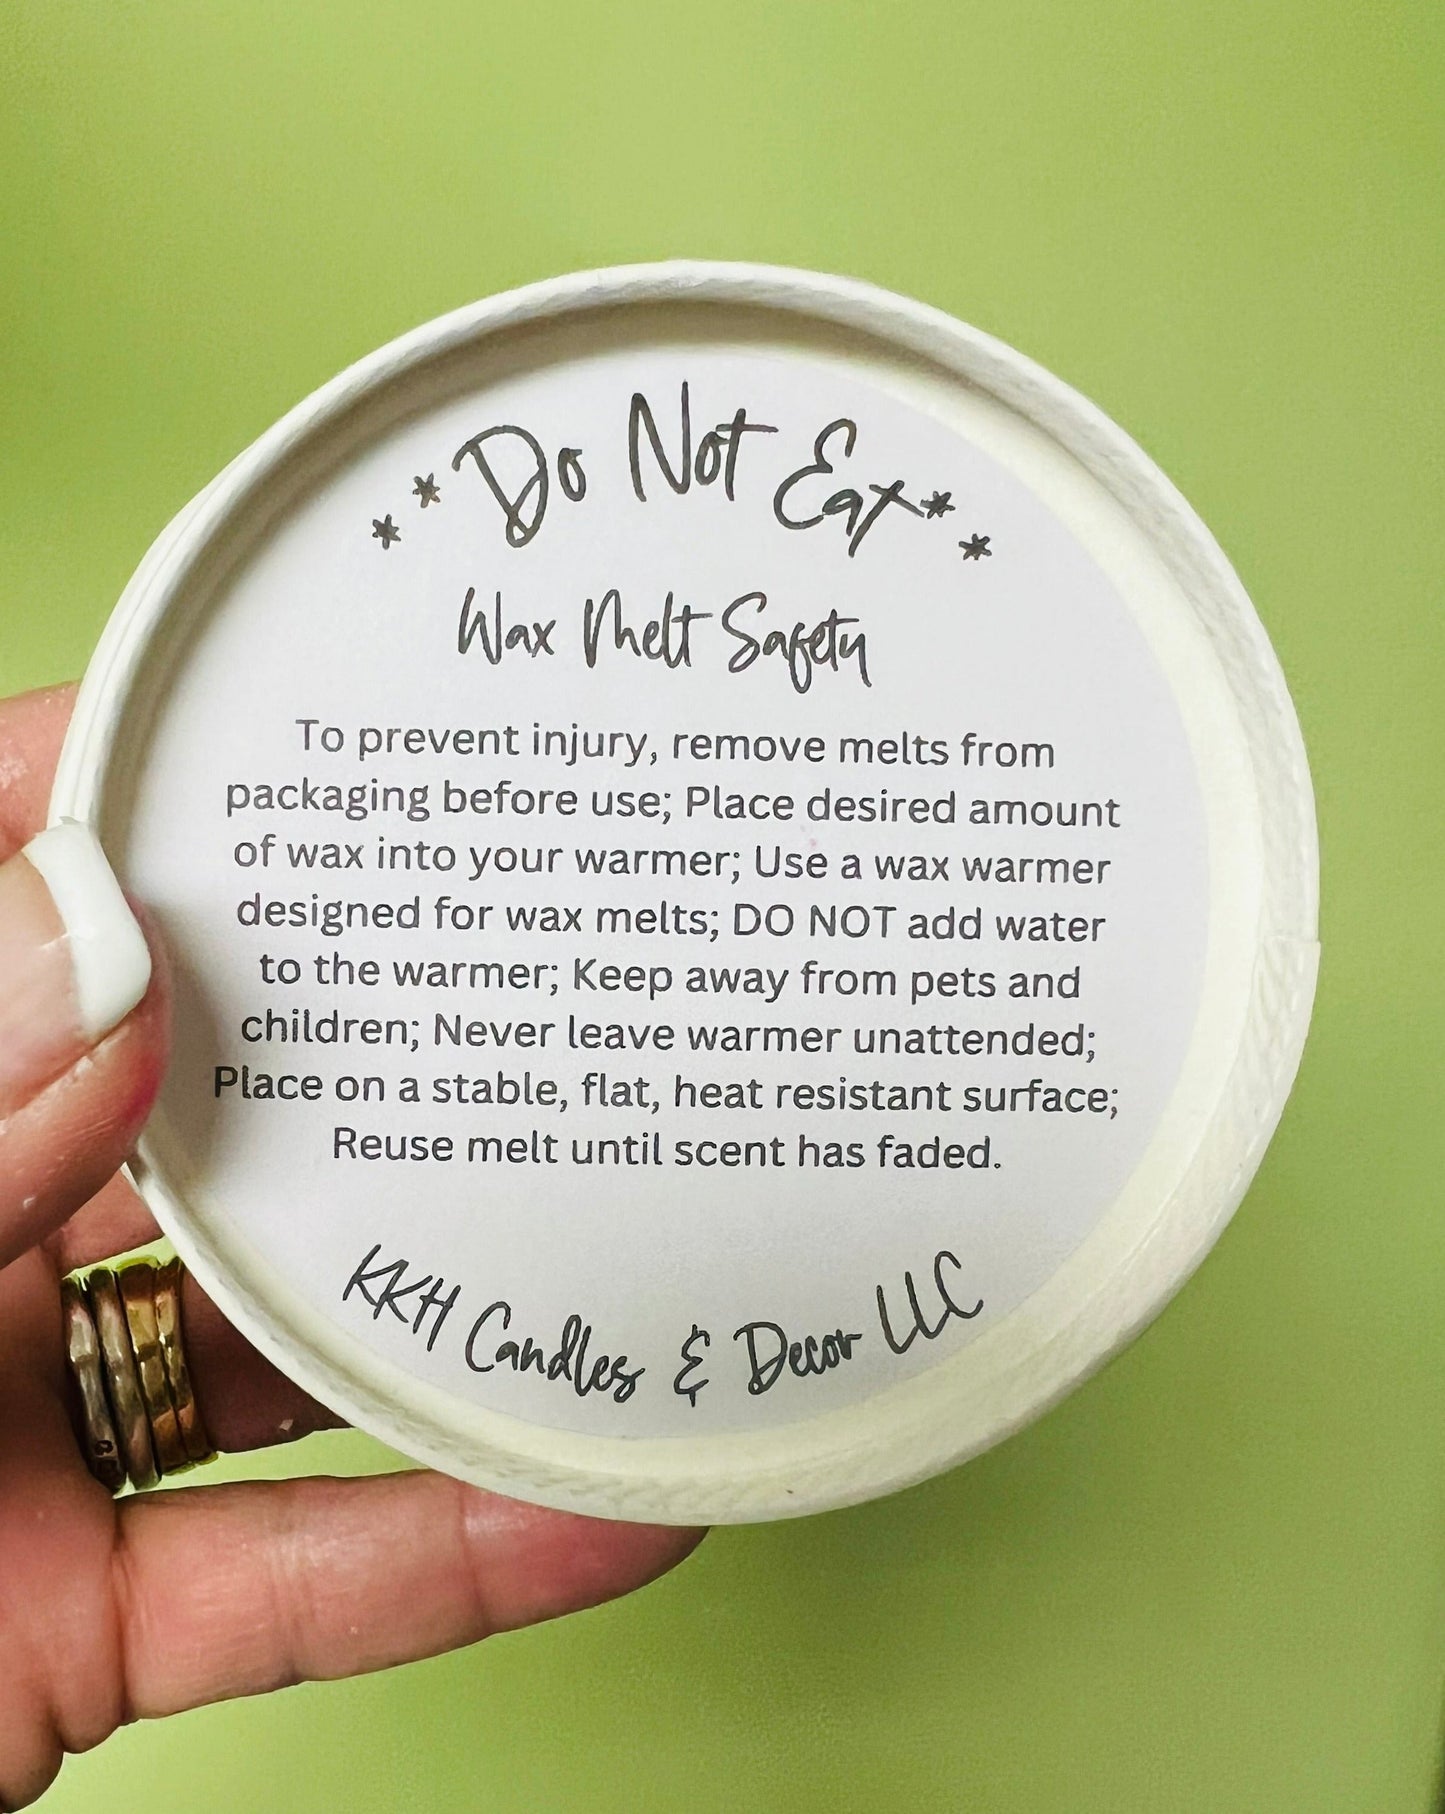 **Do Not Eat**
Wax Melt Safety
To prevent injury, remove melts from
packaging before use; Place desired amount
of wax into your warmer; Use a wax warmer
designed for wax melts; DO NOT add water
to the warmer; Keep away from pets and
children; Never leave warmer unattended;
Place on a stable, flat, heat resistant surface;
Reuse melt until scent has faded.
KKH Candles & Decor LLC